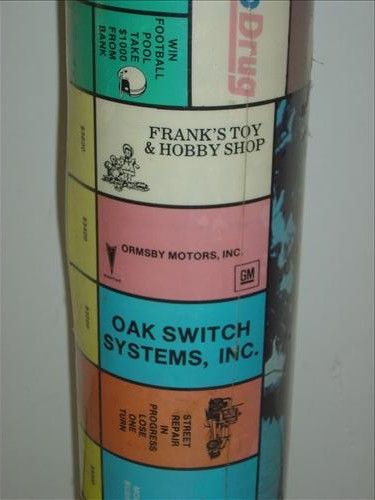 WIN
FOOTBALL
POOL
TAKE
$1000
FROM
BANK
Drug
FRANK'S TOY
& HOBBY SHOP
ORMSBY MOTORS, INC.
PONTIAC
GM
OAK SWITCH
SYSTEMS, INC.
STREET
REPAIR
IN
PROGRESS
LOSE
ONE
TURN